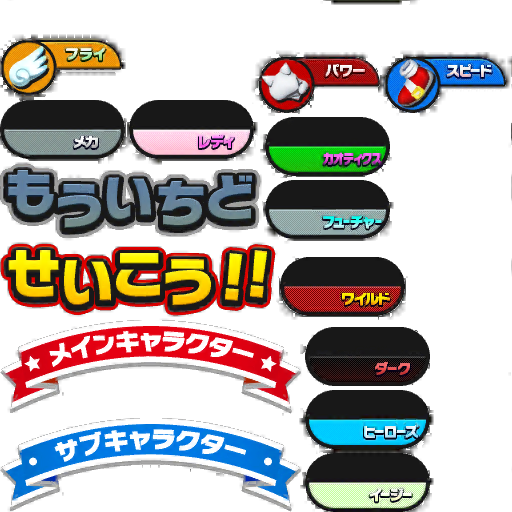 フライ
パワー
スピード
メカ
レディ
カオティクス
もういちど
フューチャー
せいこう!!
ワイルド
メインキャラクター
ダーク
ヒーローズ
サブキャラクター
イージー